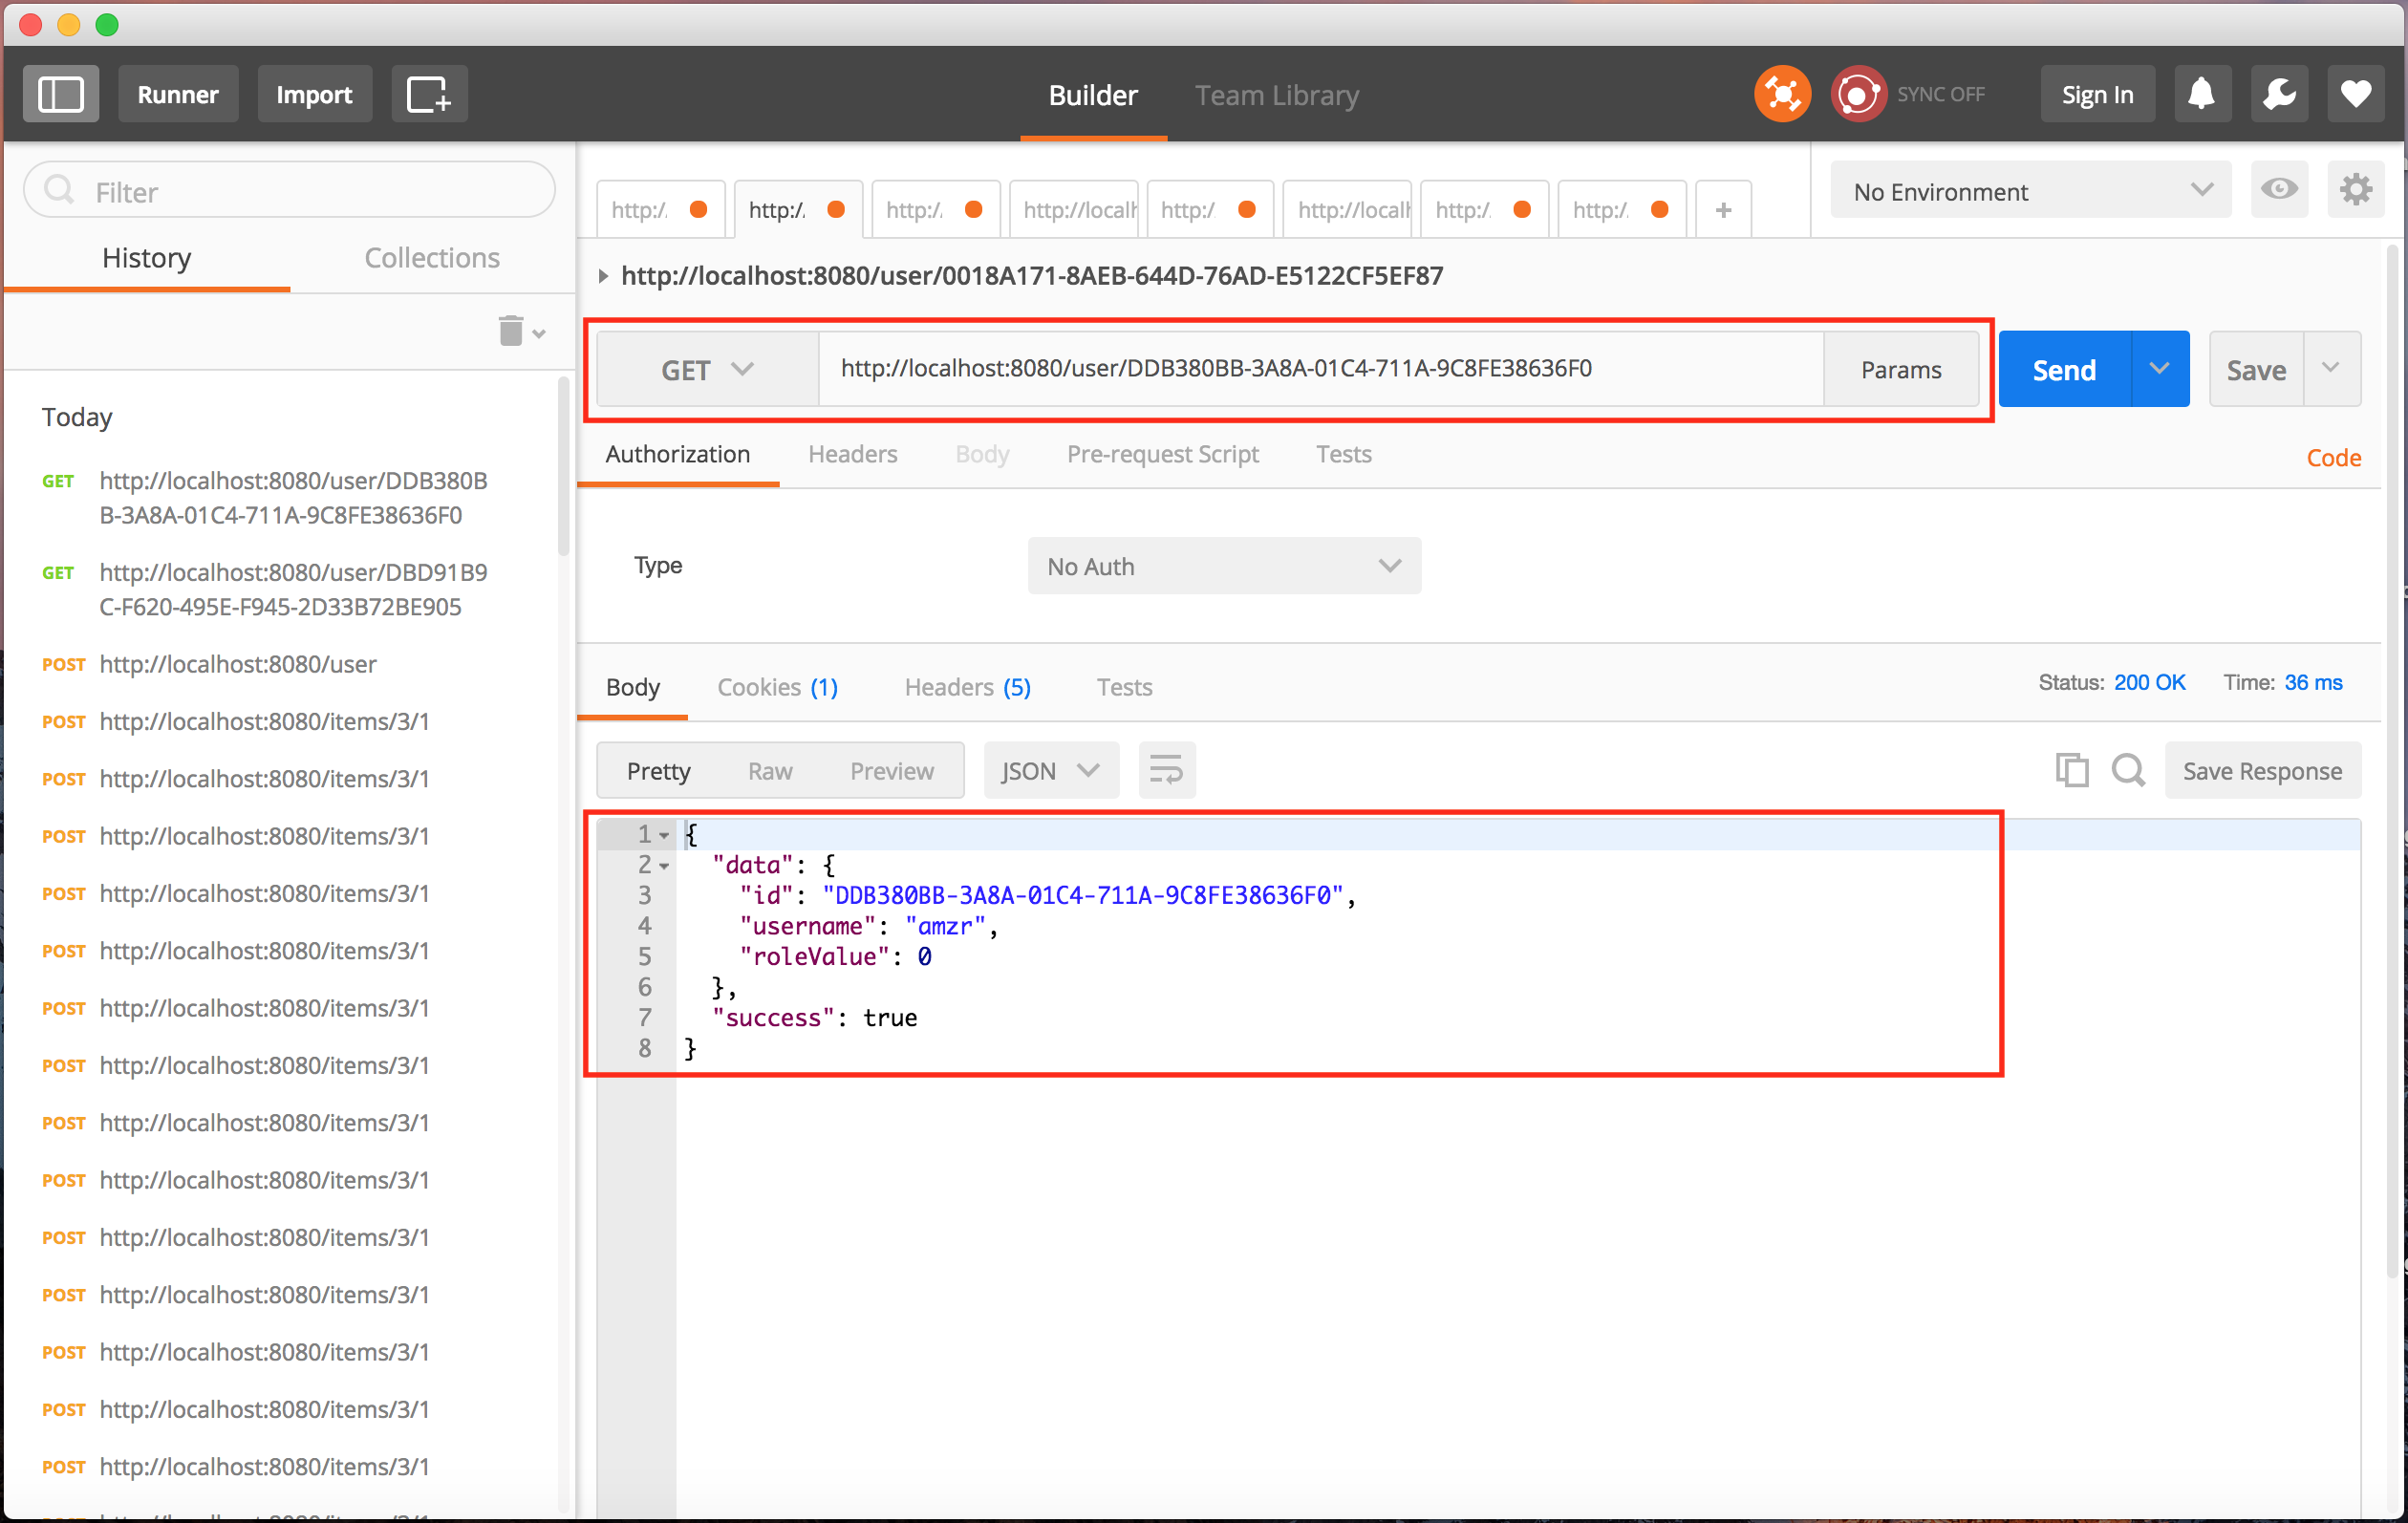 Runner
Import
Builder
Team Library
SYNC OFF
Sign In
Filter
History
Collections
Today
GET http://localhost:8080/user/DDB380B
B-3A8A-01C4-711A-9C8FE38636F0
GET http://localhost:8080/user/DBD91B9
C-F620-495E-F945-2D33B72BE905
POST http://localhost:8080/user
POST http://localhost:8080/items/3/1
POST http://localhost:8080/items/3/1
POST http://localhost:8080/items/3/1
POST http://localhost:8080/items/3/1
POST http://localhost:8080/items/3/1
POST http://localhost:8080/items/3/1
POST http://localhost:8080/items/3/1
POST http://localhost:8080/items/3/1
POST http://localhost:8080/items/3/1
POST http://localhost:8080/items/3/1
POST http://localhost:8080/items/3/1
POST http://localhost:8080/items/3/1
POST http://localhost:8080/items/3/1
POST http://localhost:8080/items/3/1
http:/.
http:/.
http:/.
http://localh
http:/
http://localh
http:/.
http:/.
+
No Environment
http://localhost:8080/user/0018A171-8AEB-644D-76AD-E5122CF5EF87
GET
http://localhost:8080/user/DDB380BB-3A8A-01C4-711A-9C8FE38636F0
Params
Send
Save
Authorization
Headers
Body
Pre-request Script
Tests
Code
Type
No Auth
Body
Cookies (1)
Headers (5)
Tests
Status: 200 OK
Time: 36 ms
Pretty
Raw
Preview
JSON
Save Response
1 {
2 "data": {
3 "id": "DDB380BB-3A8A-01C4-711A-9C8FE38636F0",
4 "username": "amzr",
5 "roleValue": 0
6 },
7 "success": true
8 }